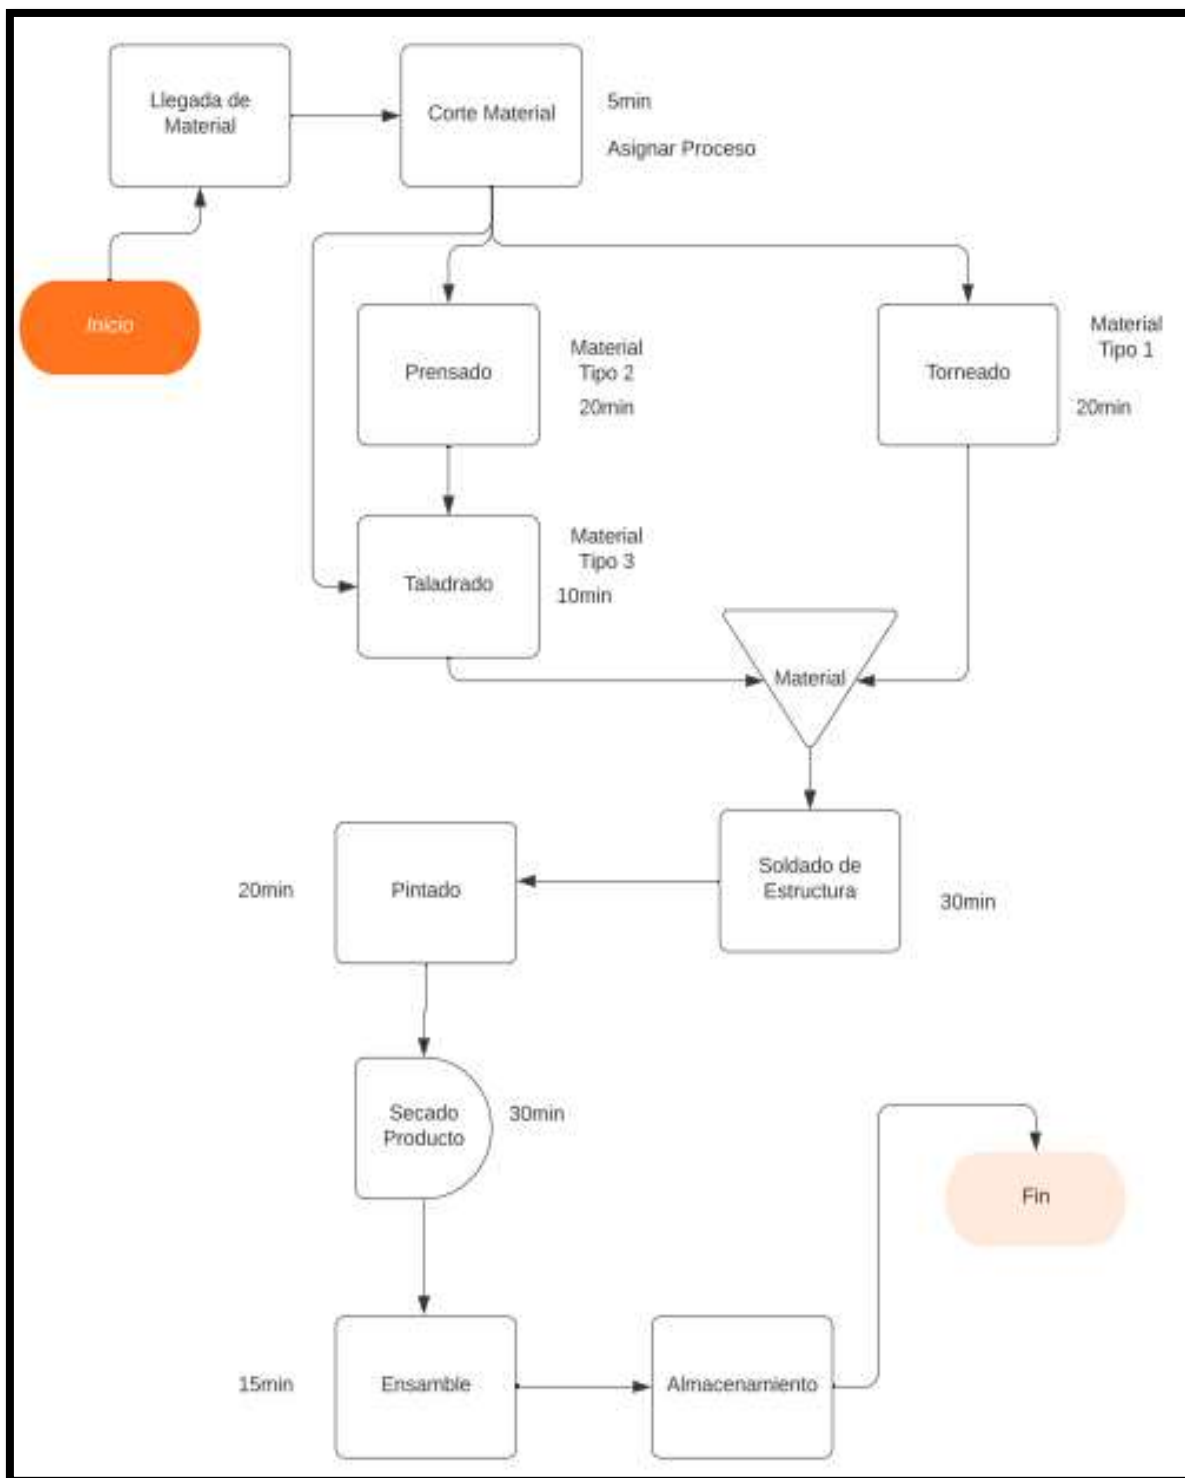 Llegada de
Material
Corte Material
5min
Asignar Proceso
Inicio
Prensado
Material
Tipo 2
20min
Torneado
Material
Tipo 1
20min
Taladrado
Material
Tipo 3
10min
Material
Soldado de
Estructura
30min
Pintado
20min
Secado
Producto
30min
Fin
15min
Ensamble
Almacenamiento